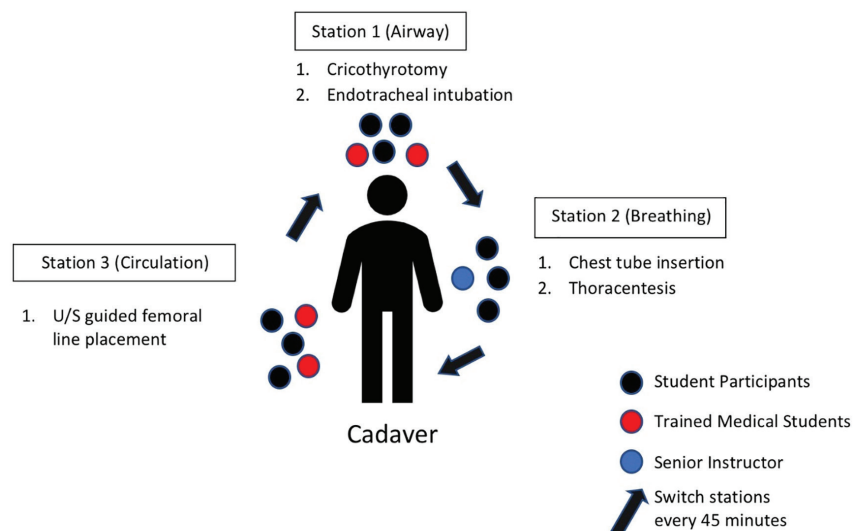 Station 1 (Airway)
1. Cricothyrotomy
2. Endotracheal intubation
Station 2 (Breathing)
1. Chest tube insertion
2. Thoracentesis
Station 3 (Circulation)
1. U/S guided femoral
line placement
Cadaver
Student Participants
Trained Medical Students
Senior Instructor
Switch stations
every 45 minutes